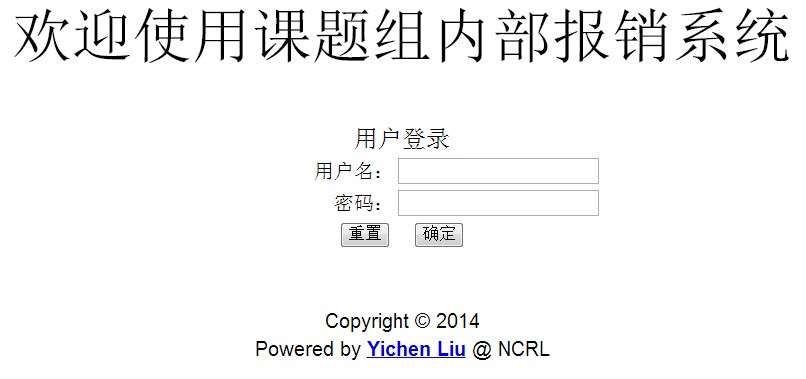 欢迎使用课题组内部报销系统
用户登录
用户名：
密码：
重置 确定
Copyright © 2014
Powered by Yichen Liu @ NCRL